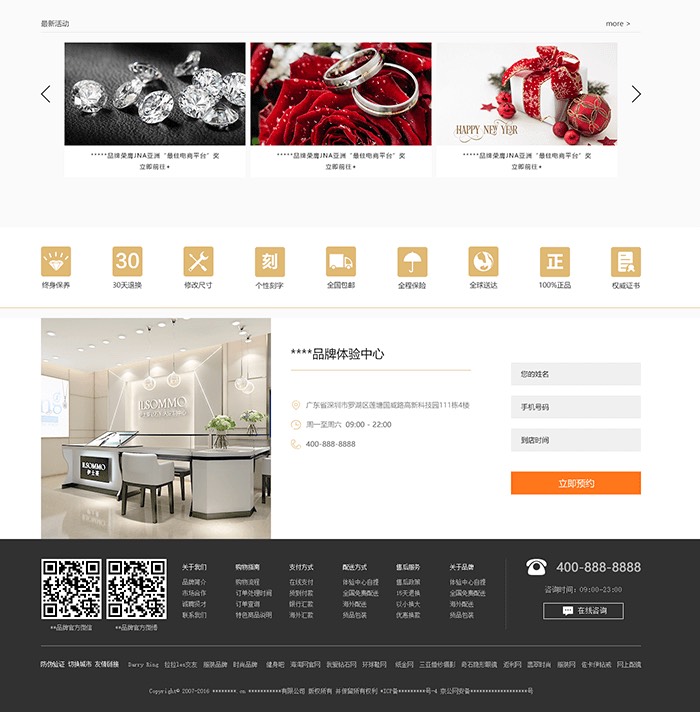 最新活动 more >
HAPPY NEW YEAR
*****品牌荣膺JNA亚洲“最佳电商平台”奖 *****品牌荣膺JNA亚洲“最佳电商平台”奖 *****品牌荣膺JNA亚洲“最佳电商平台”奖
立即前往+ 立即前往+ 立即前往+
30 刻 正
终身保养 30天退换 修改尺寸 个性刻字 全国包邮 全程保险 全球送达 100%正品 权威证书
ILSOMMO
ILSOMMO
伊士曼
****品牌体验中心
广东省深圳市罗湖区莲塘国威路高新科技园111栋4楼
周一至周六 09:00 - 22:00
400-888-8888
您的姓名
手机号码
到店时间
立即预约
**品牌官方微信 **品牌官方微博
关于我们 购物指南 支付方式 配送方式 售后服务 关于品牌
品牌简介 购物流程 在线支付 体验中心自提 售后政策 体验中心自提
市场合作 订单处理时间 货到付款 全国免费配送 15天退换 全国免费配送
诚聘英才 订单查询 银行汇款 海外配送 以小换大 海外配送
联系我们 特色商品说明 海外汇款 货品包装 优惠换款 货品包装
400-888-8888
咨询时间：09:00-23:00
在线咨询
防伪验证 切换城市 友情链接 Darry Ring 拉拉les交友 服装品牌 时尚品牌 健身吧 海淘网官网 我爱钻石网 环球鞋网 纸金网 三亚婚纱摄影 奇石隐形眼镜 返利网 翡翠时尚 服装网 佐卡伊钻戒 网上配镜
Copyright© 2007-2016 ********.cn ***********有限公司 版权所有 并保留所有权利 *ICP备*********号-4 京公网安备********************号